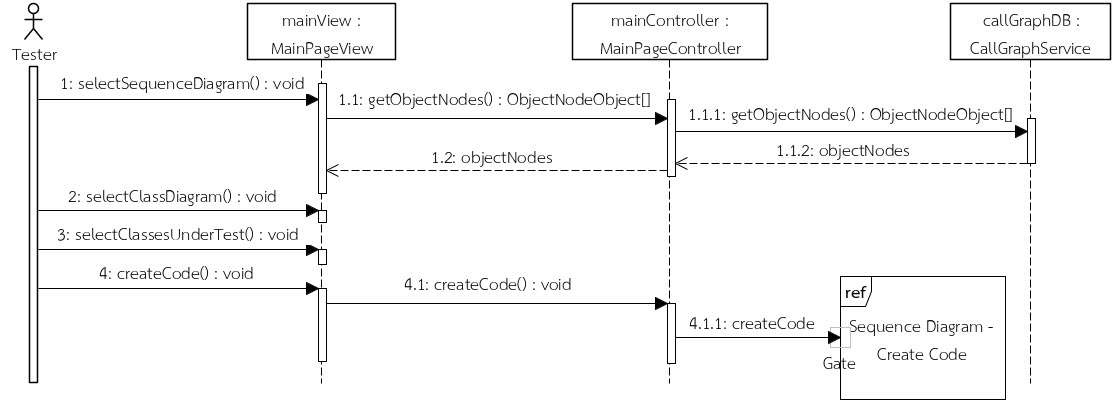 mainView :
MainPageView
mainController :
MainPageController
callGraphDB :
CallGraphService
Tester
1: selectSequenceDiagram() : void
1.1: getObjectNodes() : ObjectNodeObject[]
1.1.1: getObjectNodes() : ObjectNodeObject[]
1.2: objectNodes
1.1.2: objectNodes
2: selectClassDiagram() : void
3: selectClassesUnderTest() : void
4: createCode() : void
4.1: createCode() : void
ref
4.1.1: createCode
Sequence Diagram -
Create Code
Gate